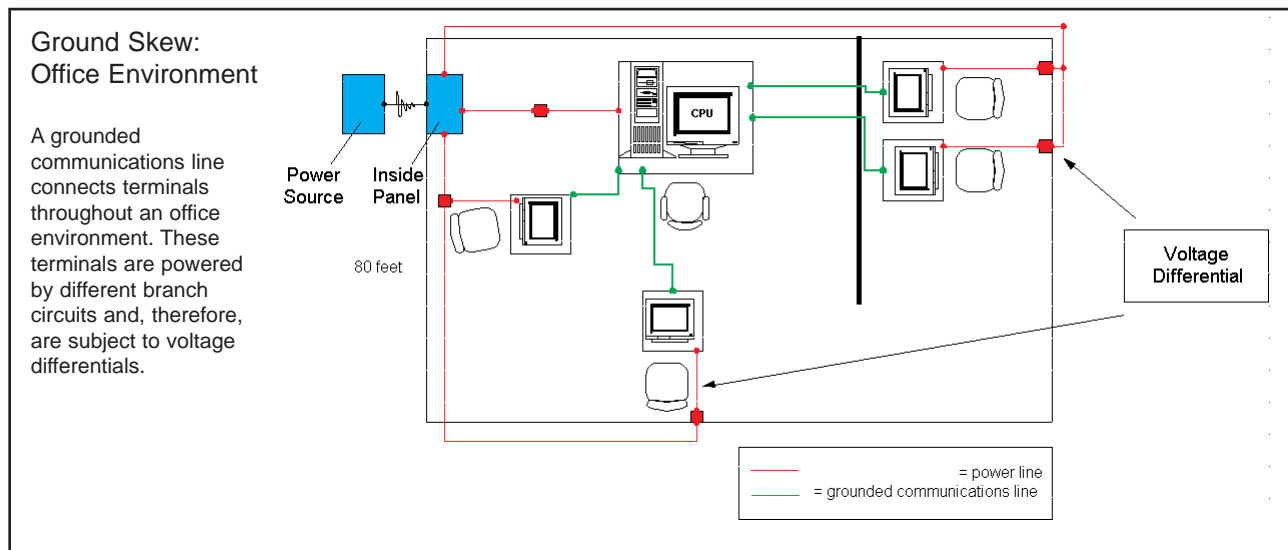 Ground Skew:
Office Environment
A grounded
communications line
connects terminals
throughout an office
environment. These
terminals are powered
by different branch
circuits and, therefore,
are subject to voltage
differentials.
Power
Source
Inside
Panel
80 feet
CPU
Voltage
Differential
= power line
= grounded communications line